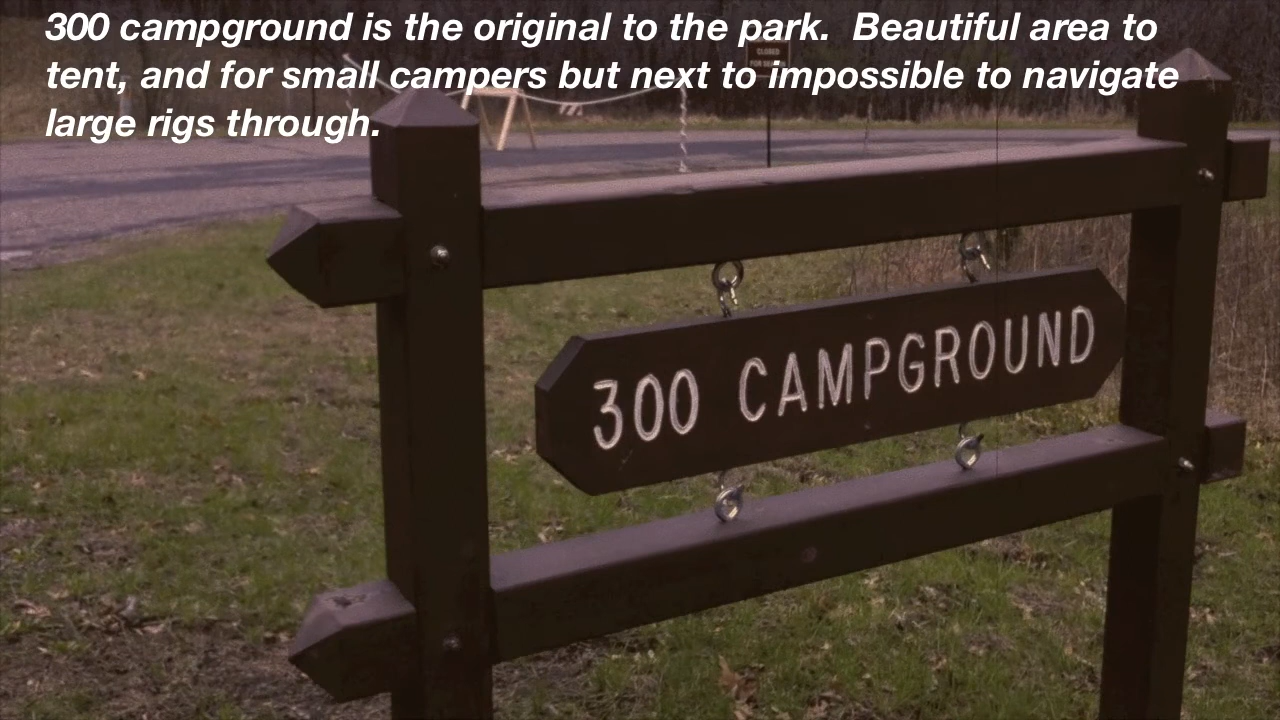 300 campground is the original to the park.  Beautiful area to
tent, and for small campers but next to impossible to navigate
large rigs through.
CLOSED
300 CAMPGROUND